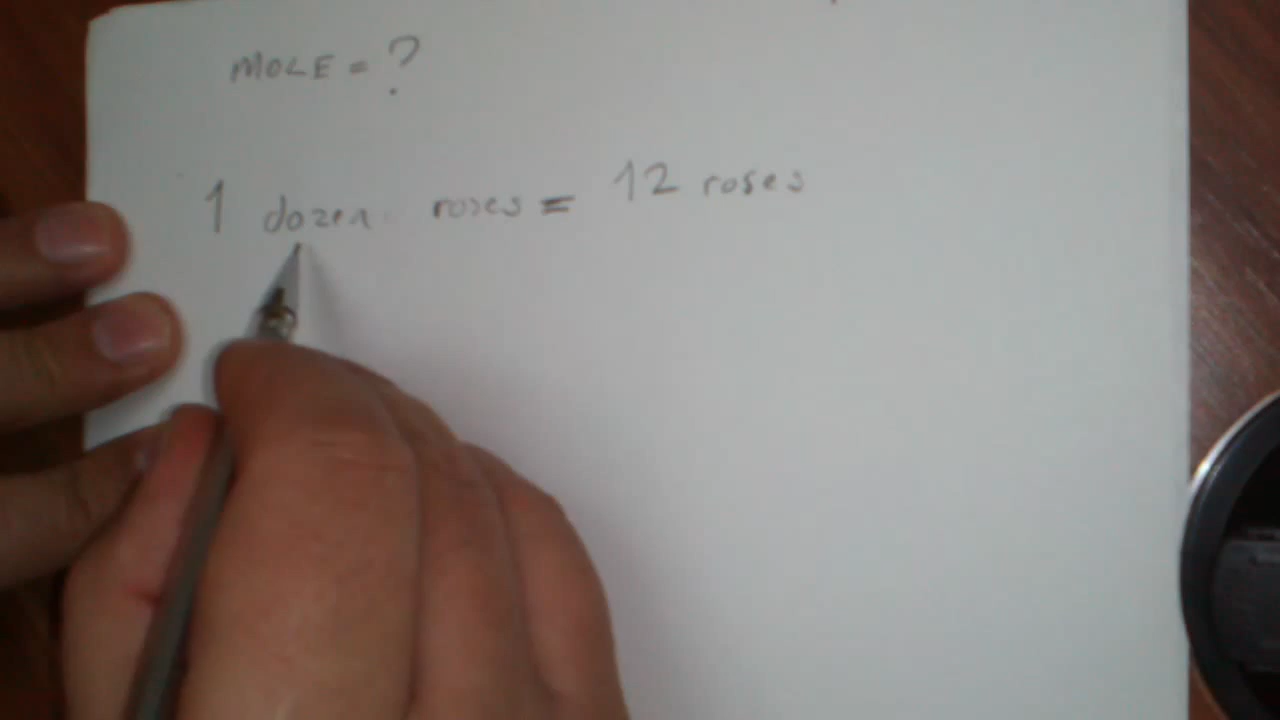 MOLE = ?
1 dozen roses = 12 roses